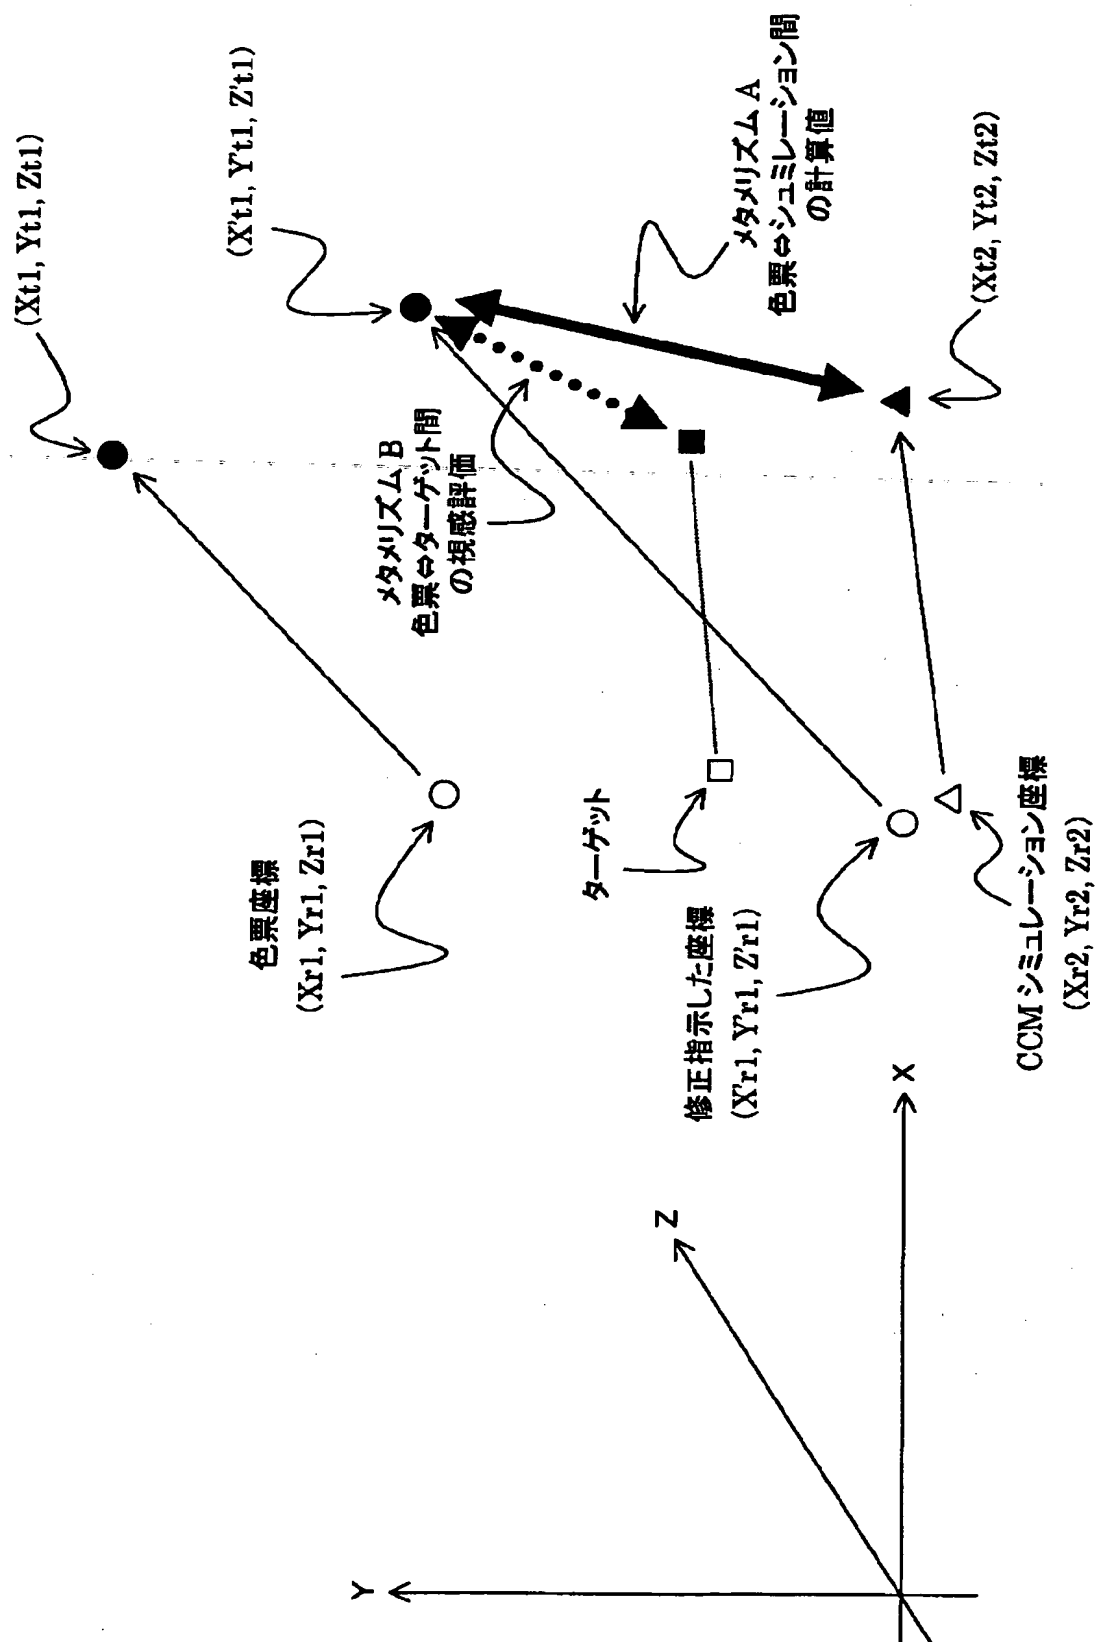 (Xt1, Yt1, Zt1)
(X't1, Y't1, Z't1)
メタメリズム A
色票⇔シュミレーション間
の計算値
(Xt2, Yt2, Zt2)
メタメリズム B
色票⇔ターゲット間
の視感評価
色票座標
(Xr1, Yr1, Zr1)
ターゲット
修正指示した座標
(X'r1, Y'r1, Z'r1)
CCM シミュレーション座標
(Xr2, Yr2, Zr2)
Y
Z
X